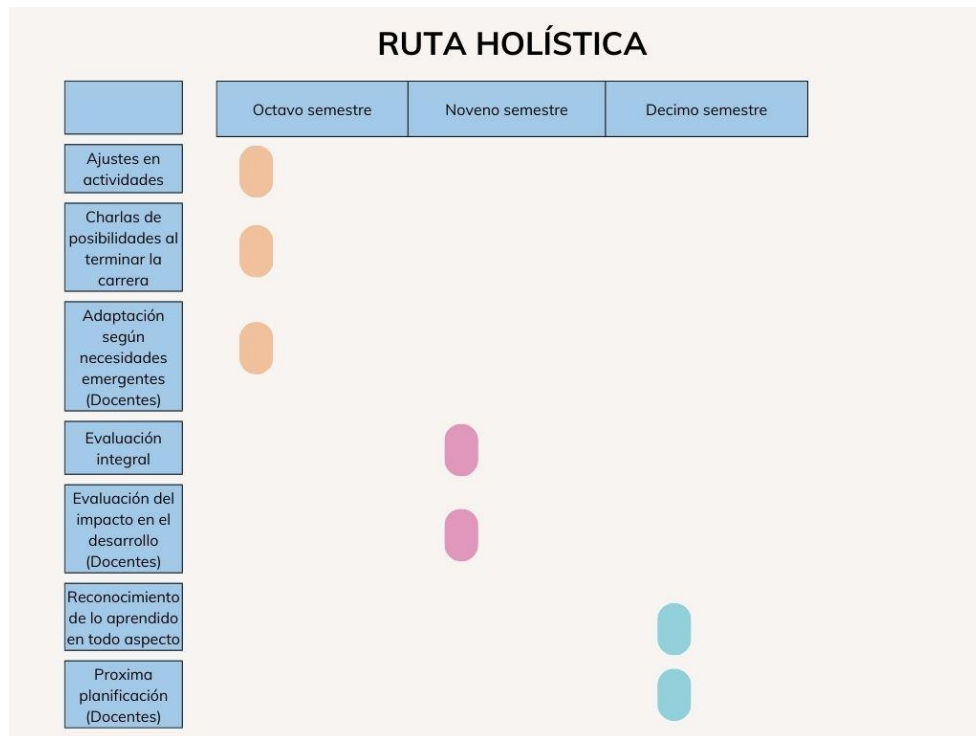 RUTA HOLÍSTICA
Octavo semestre
Noveno semestre
Decimo semestre
Ajustes en
actividades
Charlas de
posibilidades al
terminar la
carrera
Adaptación
según
necesidades
emergentes
(Docentes)
Evaluación
integral
Evaluación del
impacto en el
desarrollo
(Docentes)
Reconocimiento
de lo aprendido
en todo aspecto
Proxima
planificación
(Docentes)